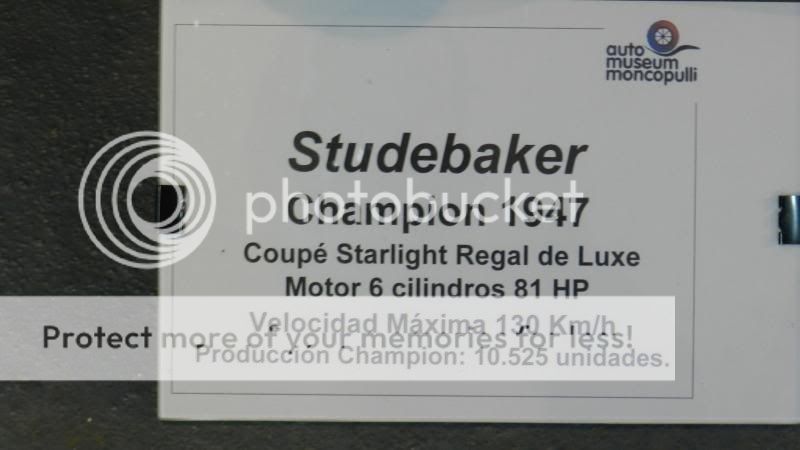 auto
museum
moncopulli
Studebaker
photobucket
Champion 1947
Coupé Starlight Regal de Luxe
Motor 6 cilindros 81 HP
Velocidad Máxima 130 Km/h
Protect more of your memories for less!
Producción Champion: 10.525 unidades.